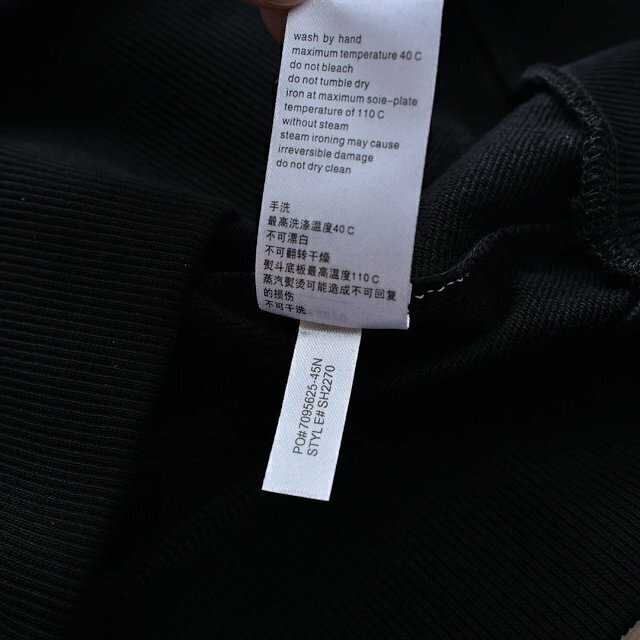 wash by hand
maximum temperature 40 C
do not bleach
do not tumble dry
iron at maximum soie-plate
temperature of 110 C
without steam
steam ironing may cause
irreversible damage
do not dry clean
手洗
最高洗涤温度40 C
不可漂白
不可翻转干燥
熨斗底板最高温度110 C
蒸汽熨烫可能造成不可回复
的损伤
不可干洗
PO#7095625-45N
STYLE# SH2270